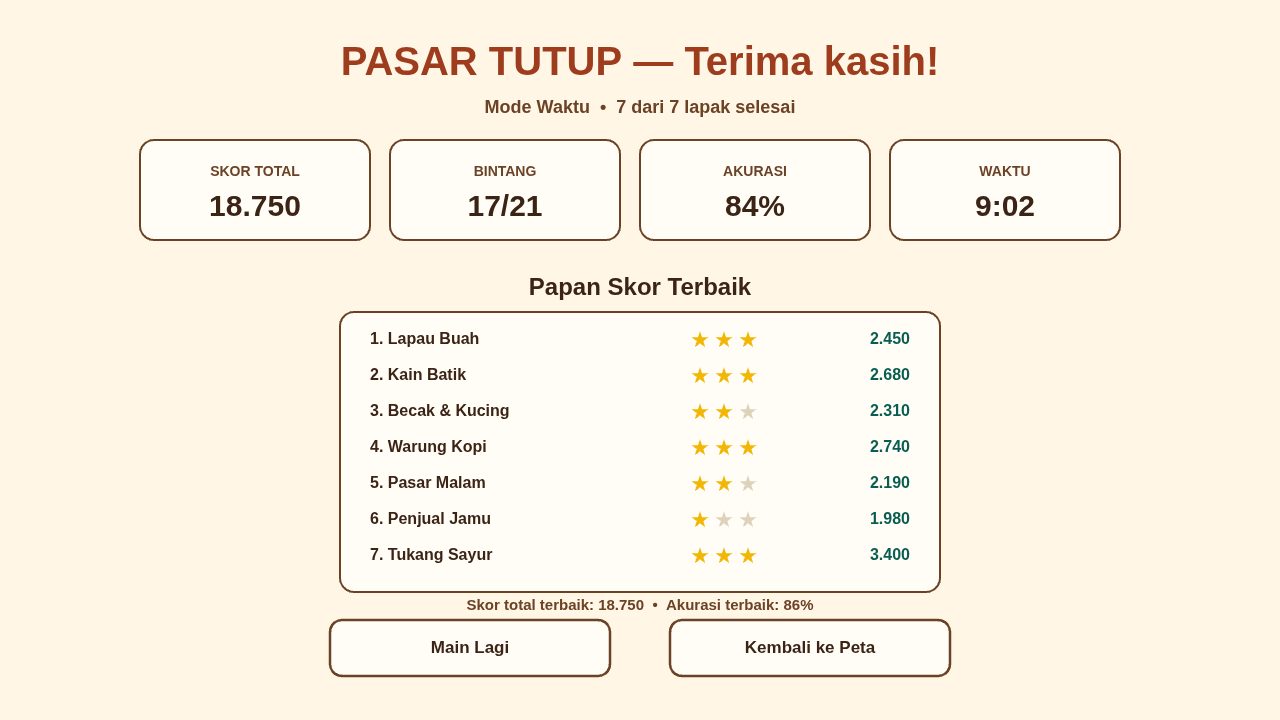 PASAR TUTUP — Terima kasih!
Mode Waktu • 7 dari 7 lapak selesai
SKOR TOTAL
18.750
BINTANG
17/21
AKURASI
84%
WAKTU
9:02
Papan Skor Terbaik
1. Lapau Buah ★ ★ ★ 2.450
2. Kain Batik ★ ★ ★ 2.680
3. Becak & Kucing ★ ★ ★ 2.310
4. Warung Kopi ★ ★ ★ 2.740
5. Pasar Malam ★ ★ ★ 2.190
6. Penjual Jamu ★ ★ ★ 1.980
7. Tukang Sayur ★ ★ ★ 3.400
Skor total terbaik: 18.750 • Akurasi terbaik: 86%
Main Lagi
Kembali ke Peta